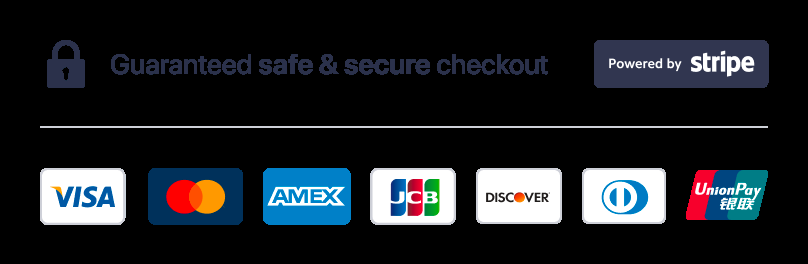 Guaranteed safe & secure checkout
Powered by stripe
VISA
AMEX
JCB
DISCOVER
UnionPay
银联